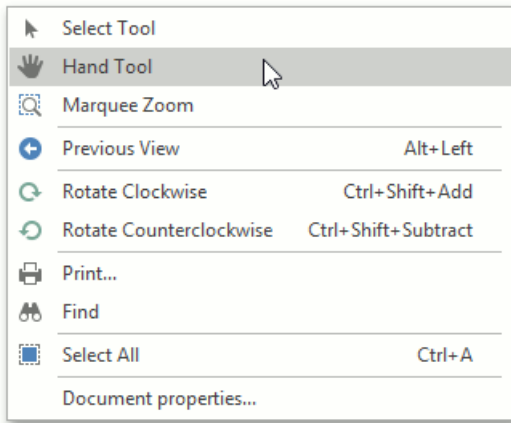 Select Tool
Hand Tool
Marquee Zoom
Previous View Alt+Left
Rotate Clockwise Ctrl+Shift+Add
Rotate Counterclockwise Ctrl+Shift+Subtract
Print...
Find
Select All Ctrl+A
Document properties...